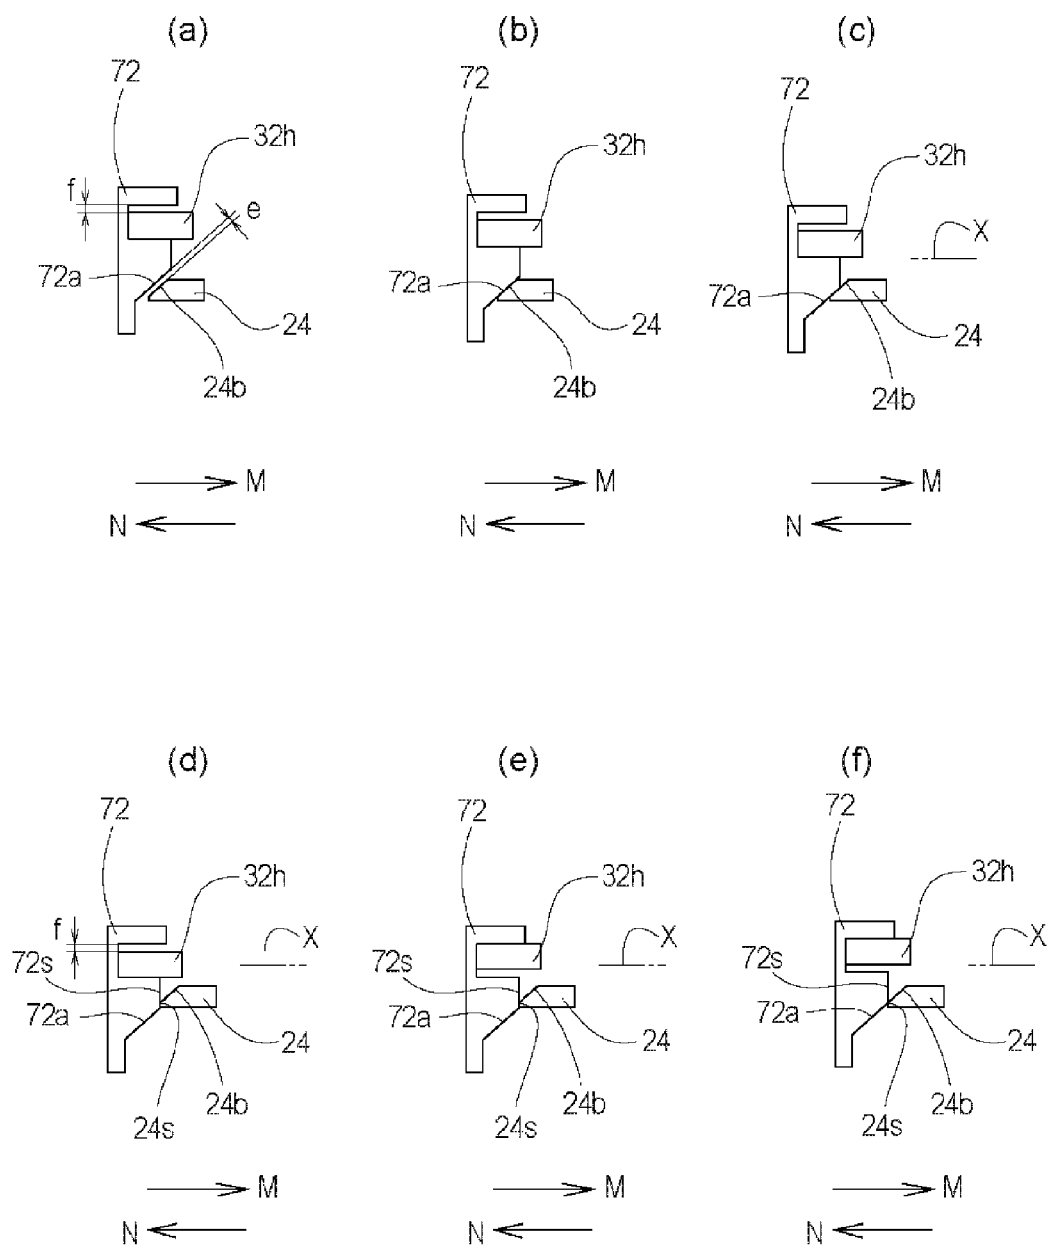 (a) (b) (c)
72 72 72
32h 32h 32h
f e X
72a 72a 72a
24 24 24
24b 24b 24b
M M M
N N N
(d) (e) (f)
72 72 72
32h 32h 32h
f X X X
72s 72s 72s
72a 72a 72a
24 24 24
24b 24b 24b
24s 24s 24s
M M M
N N N